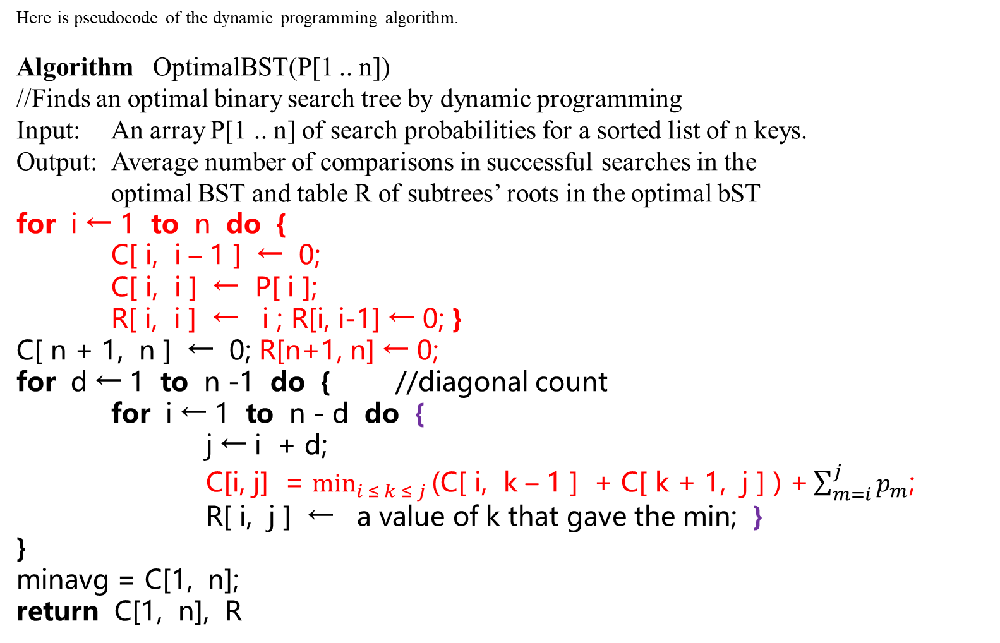 Here is pseudocode of the dynamic programming algorithm.
Algorithm OptimalBST(P[1 .. n])
//Finds an optimal binary search tree by dynamic programming
Input: An array P[1 .. n] of search probabilities for a sorted list of n keys.
Output: Average number of comparisons in successful searches in the
optimal BST and table R of subtrees’ roots in the optimal bST
for i ← 1 to n do {
C[ i, i – 1 ] ← 0;
C[ i, i ] ← P[ i ];
R[ i, i ] ← i ; R[i, i-1] ← 0; }
C[ n + 1, n ] ← 0; R[n+1, n] ← 0;
for d ← 1 to n -1 do { //diagonal count
for i ← 1 to n - d do {
j ← i + d;
C[i, j] = min_{i ≤ k ≤ j} (C[ i, k – 1 ] + C[ k + 1, j ] ) + ∑_{m=i}^{j} p_m;
R[ i, j ] ← a value of k that gave the min; }
}
minavg = C[1, n];
return C[1, n], R